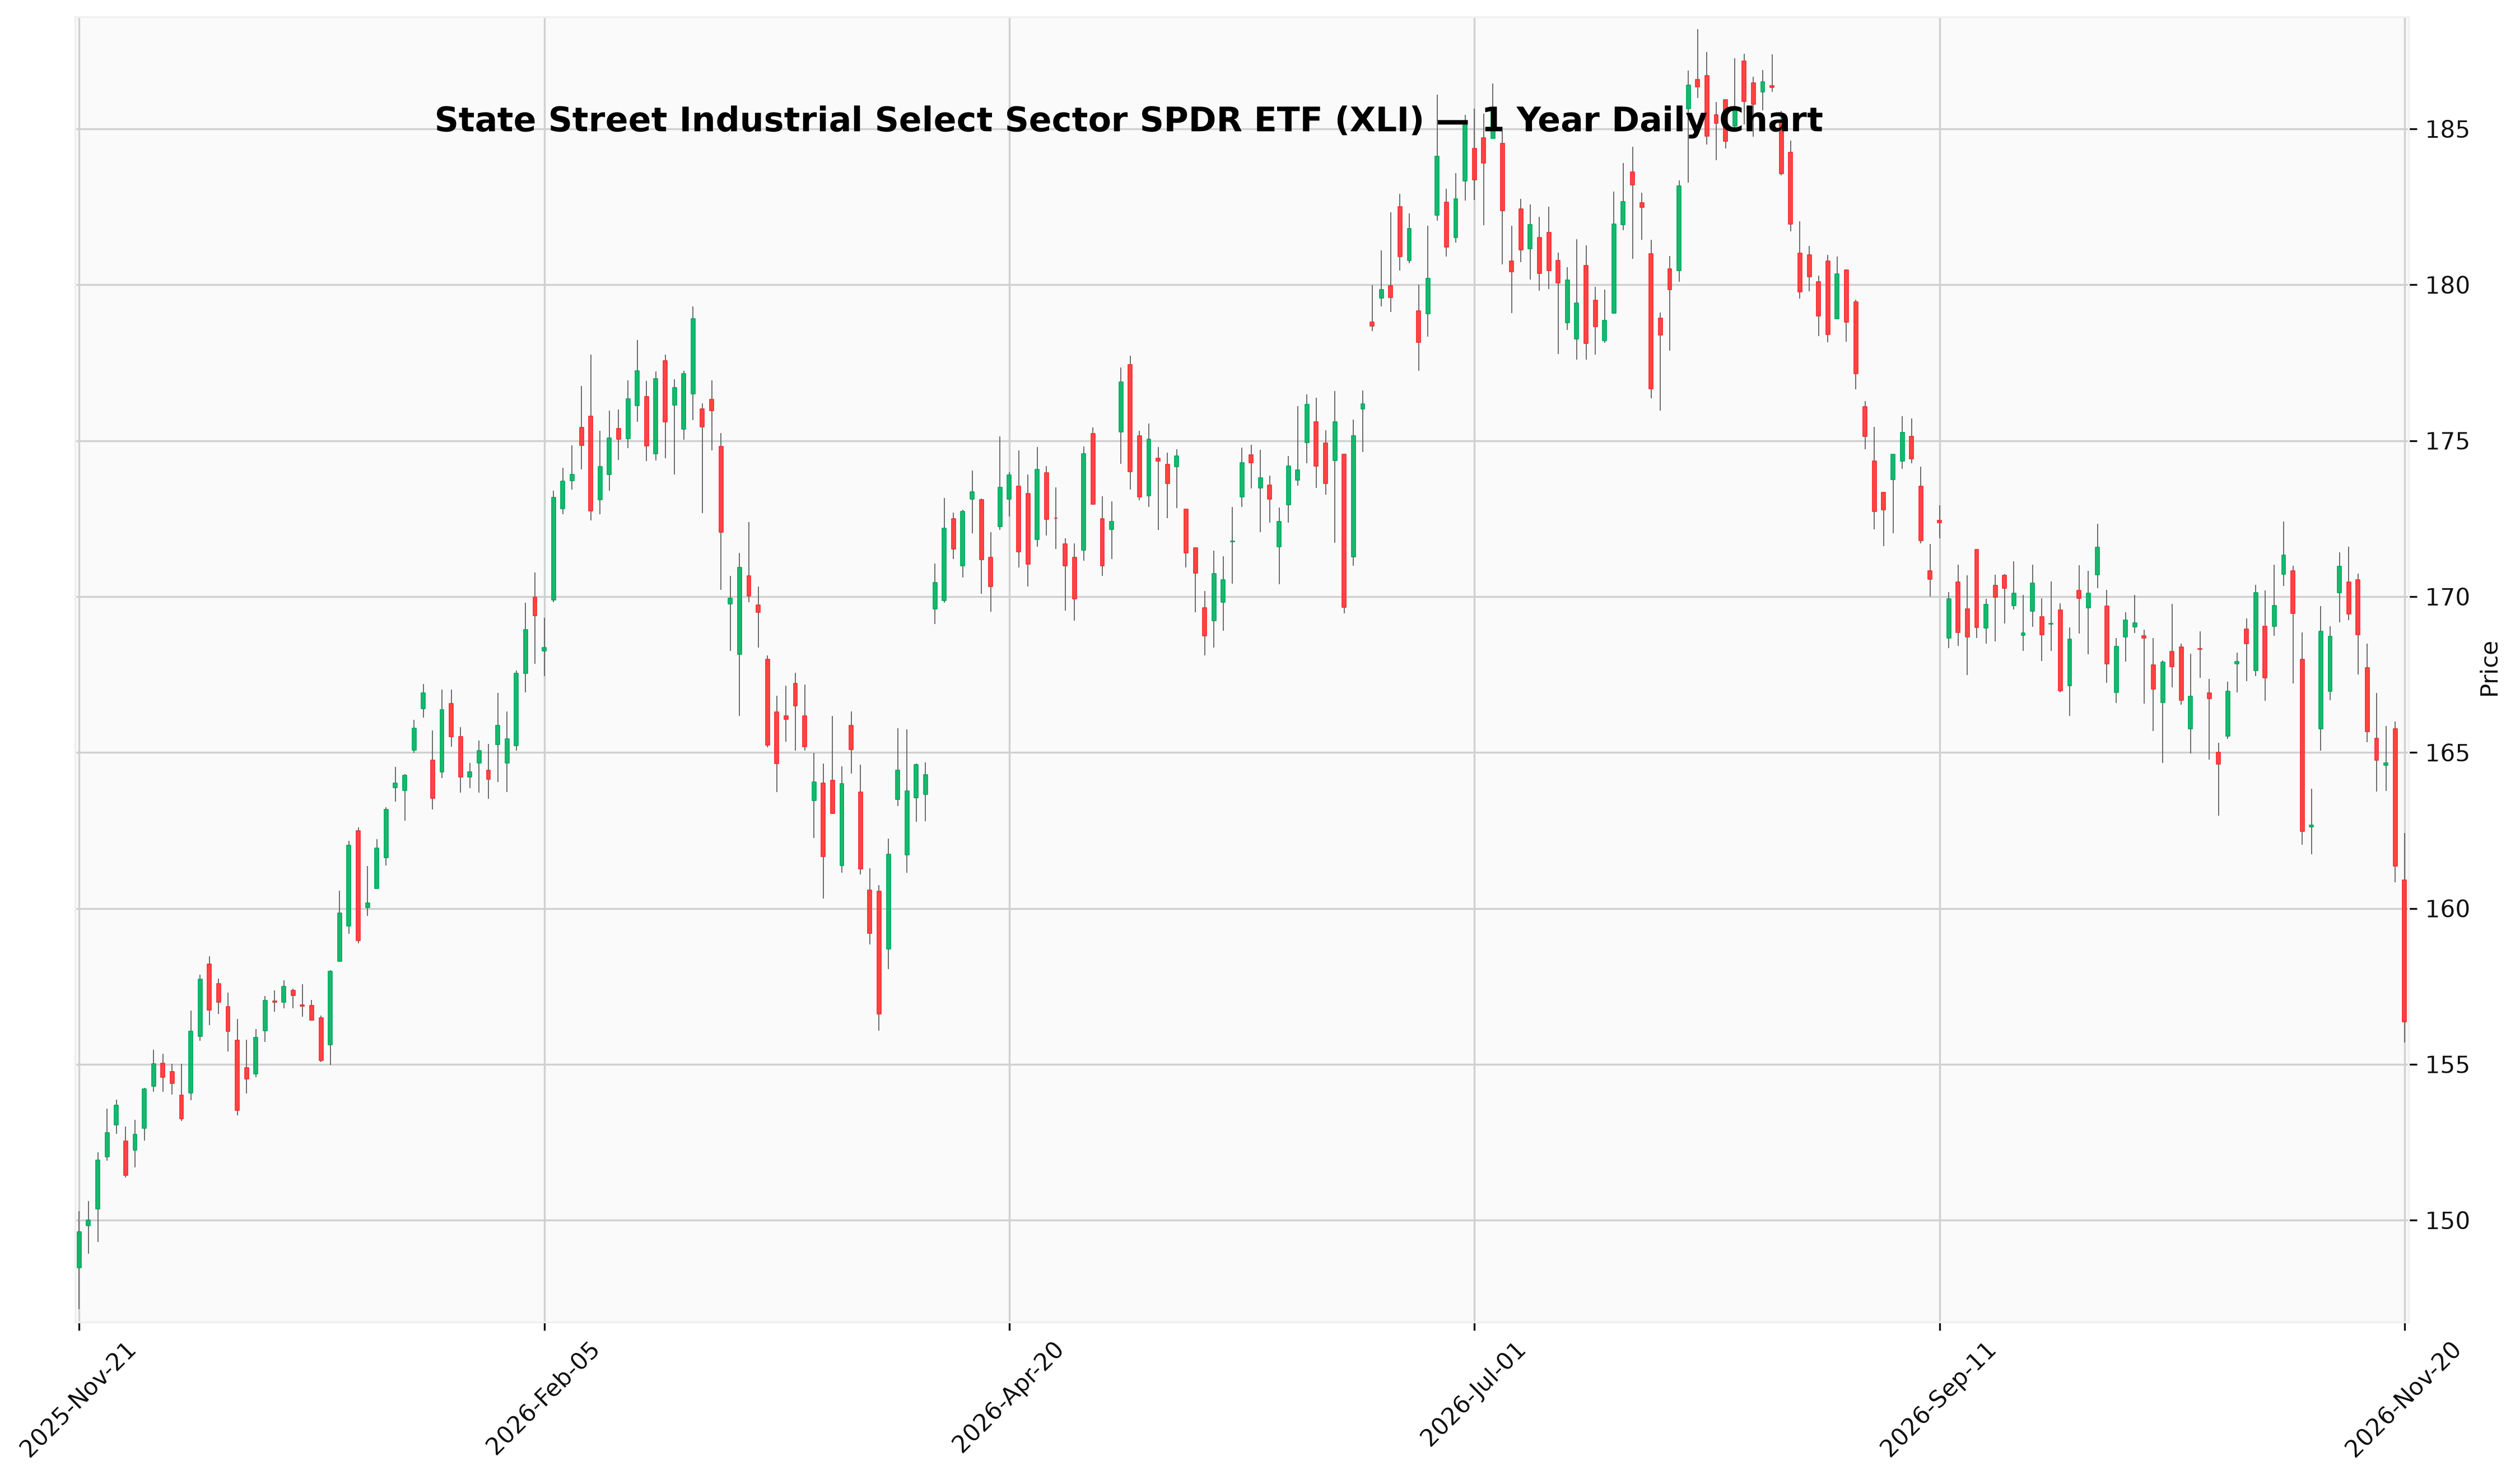 State Street Industrial Select Sector SPDR ETF (XLI) — 1 Year Daily Chart
185
180
175
170
165
160
155
150
Price
2025-Nov-21
2026-Feb-05
2026-Apr-20
2026-Jul-01
2026-Sep-11
2026-Nov-20